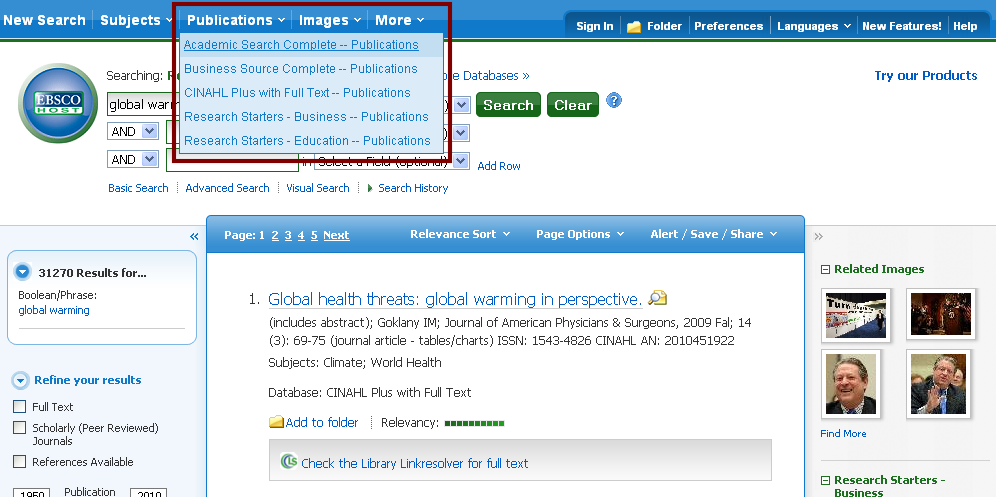 New Search Subjects Publications Images More Sign In Folder Preferences Languages New Features! Help
Academic Search Complete -- Publications
Business Source Complete -- Publications
CINAHL Plus with Full Text -- Publications
Research Starters - Business -- Publications
Research Starters - Education -- Publications
EBSCO
HOST
Searching: Databases » Try our Products
global warm Search Clear ?
AND
AND in Select a Field (optional) Add Row
Basic Search Advanced Search Visual Search Search History
« Page: 1 2 3 4 5 Next Relevance Sort Page Options Alert / Save / Share »
31270 Results for...
Boolean/Phrase:
global warming
Refine your results
Full Text
Scholarly (Peer Reviewed)
Journals
References Available
1950 Publication 2010
1. Global health threats: global warming in perspective.
(includes abstract); Goklany IM; Journal of American Physicians & Surgeons, 2009 Fal; 14
(3): 69-75 (journal article - tables/charts) ISSN: 1543-4826 CINAHL AN: 2010451922
Subjects: Climate; World Health
Database: CINAHL Plus with Full Text
Add to folder Relevancy:
CLS Check the Library Linkresolver for full text
Related Images
Turn
Find More
Research Starters -
Business